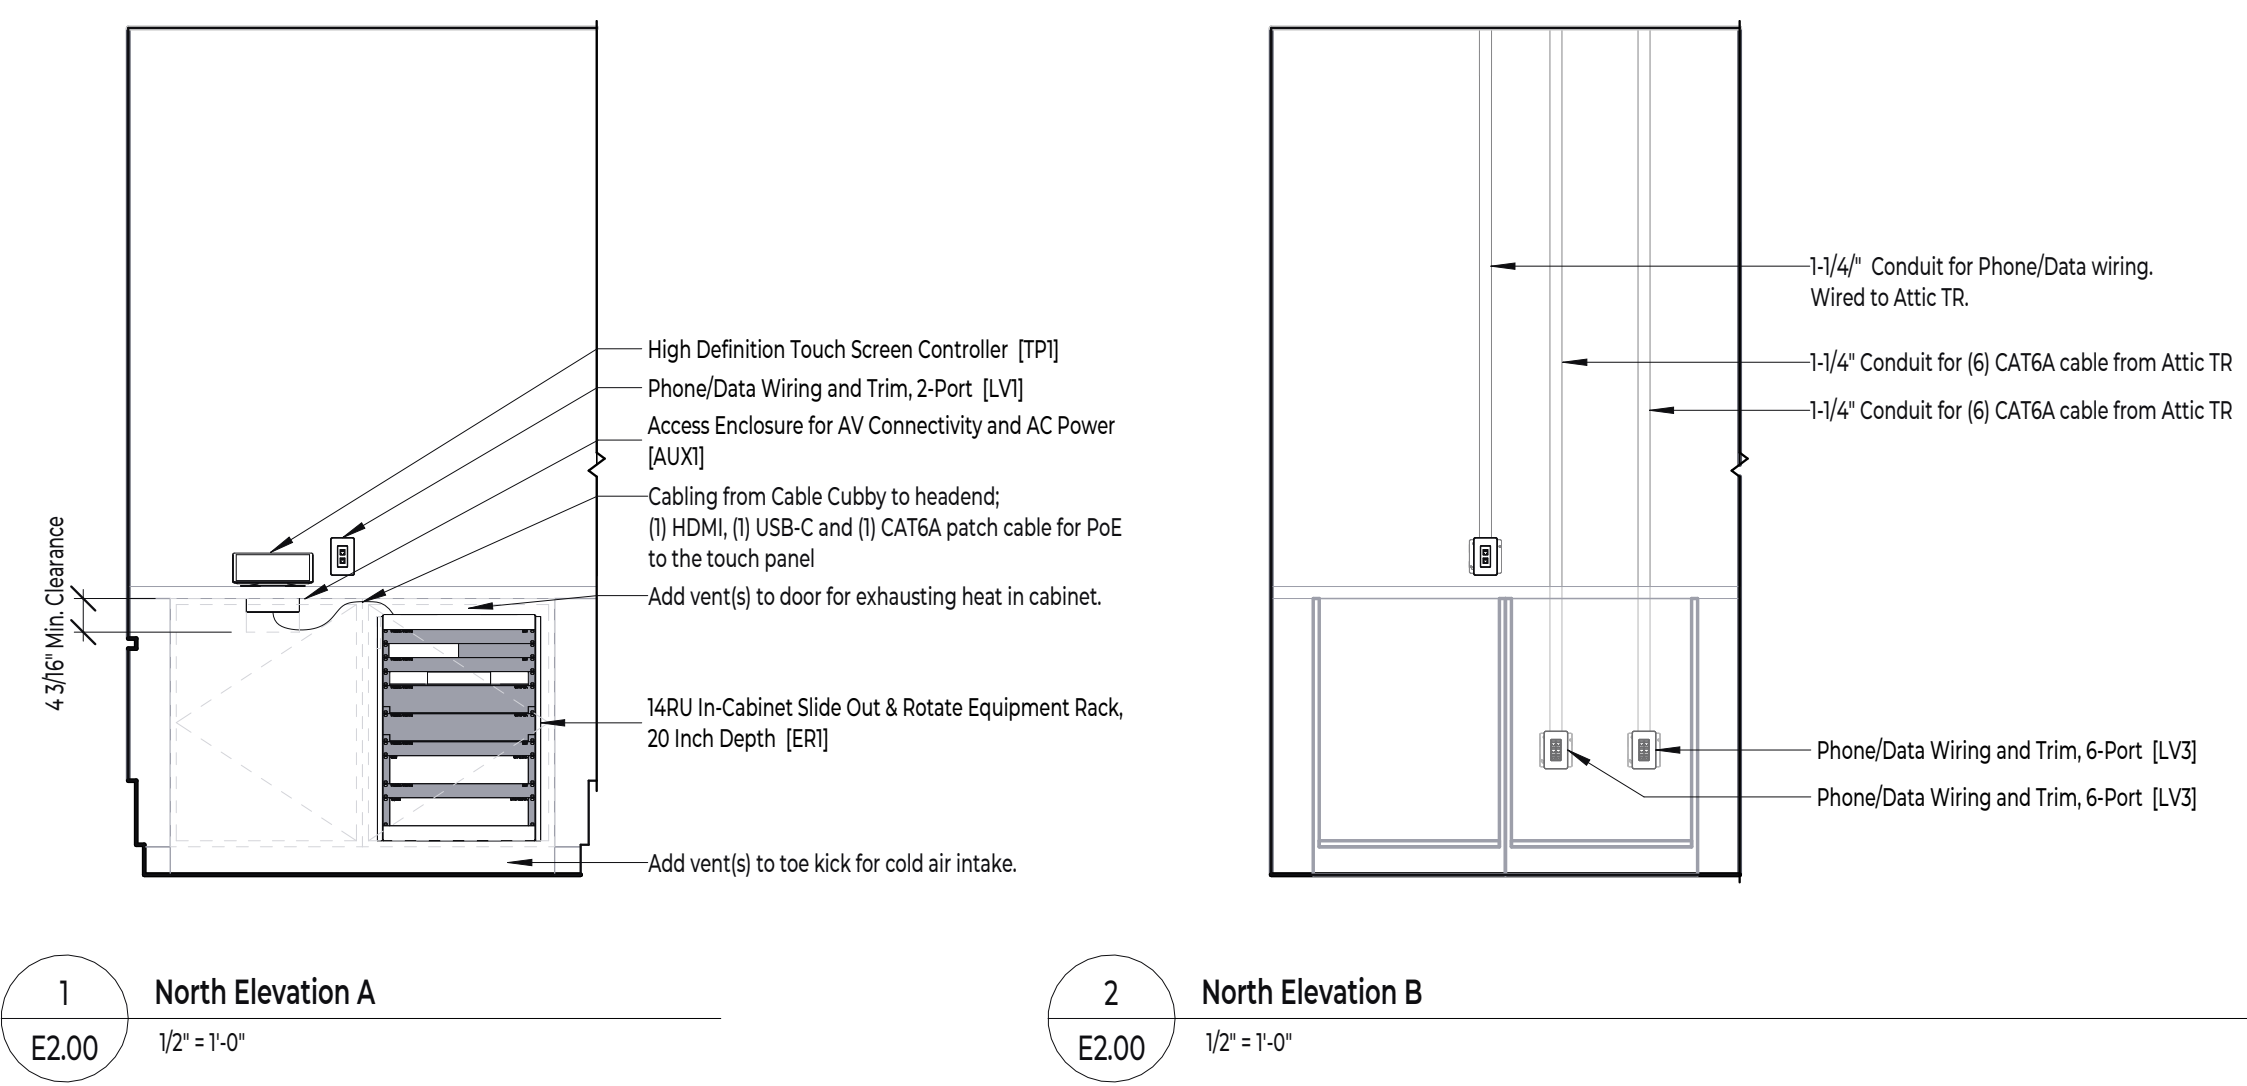 High Definition Touch Screen Controller [TP1]
Phone/Data Wiring and Trim, 2-Port [LV1]
Access Enclosure for AV Connectivity and AC Power
[AUX1]
Cabling from Cable Cubby to headend;
(1) HDMI, (1) USB-C and (1) CAT6A patch cable for PoE
to the touch panel
Add vent(s) to door for exhausting heat in cabinet.
4 3/16" Min. Clearance
14RU In-Cabinet Slide Out & Rotate Equipment Rack,
20 Inch Depth [ER1]
Add vent(s) to toe kick for cold air intake.
1
E2.00
North Elevation A
1/2" = 1'-0"
1-1/4/" Conduit for Phone/Data wiring.
Wired to Attic TR.
1-1/4" Conduit for (6) CAT6A cable from Attic TR
1-1/4" Conduit for (6) CAT6A cable from Attic TR
Phone/Data Wiring and Trim, 6-Port [LV3]
Phone/Data Wiring and Trim, 6-Port [LV3]
2
E2.00
North Elevation B
1/2" = 1'-0"